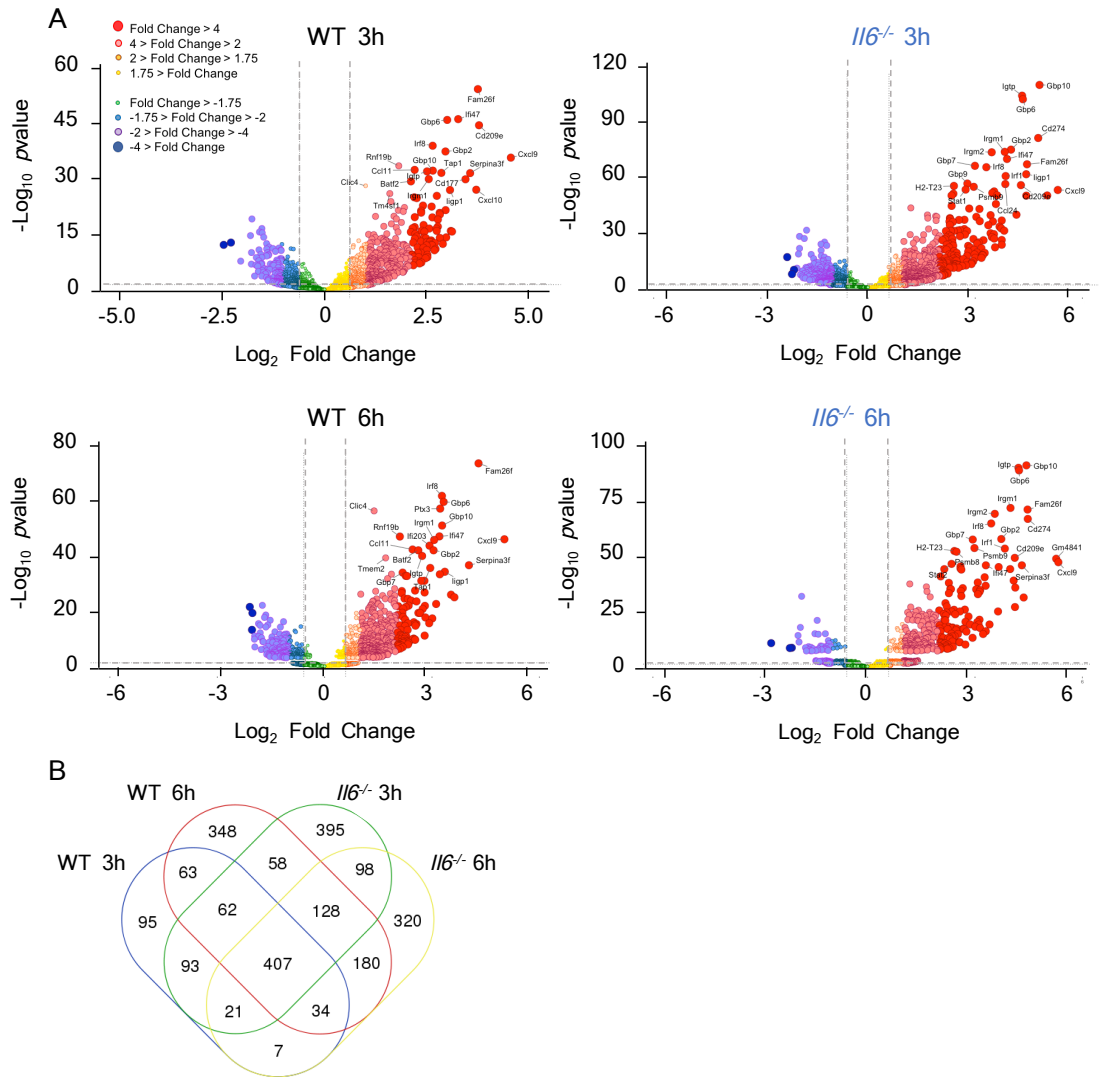 A
Fold Change > 4
4 > Fold Change > 2
2 > Fold Change > 1.75
1.75 > Fold Change
Fold Change > -1.75
-1.75 > Fold Change > -2
-2 > Fold Change > -4
-4 > Fold Change
WT 3h
60
45
30
15
0
-Log10 pvalue
-5.0 -2.5 0 2.5 5.0
Log2 Fold Change
Fam26f
Gbp6
Ifi47
Cd209e
Irf8
Gbp2
Cxcl9
Rnf19b
Ccl11
Gbp10
Tap1
Serpina3f
Igtp
Clic4
Batf2
Cd177
Cxcl10
Irgm1
Iigp1
Tm4sf1
Il6-/- 3h
120
90
60
30
0
-Log10 pvalue
-6 -3 0 3 6
Log2 Fold Change
Igtp
Gbp10
Gbp6
Cd274
Irgm1
Gbp2
Irgm2
Ifi47
Gbp7
Irf8
Fam26f
Gbp9
Irf1
Iigp1
H2-T23
Stat1
Psmb9
Cd209e
Cxcl9
Ccl24
WT 6h
80
60
40
20
0
-Log10 pvalue
-6 -3 0 3 6
Log2 Fold Change
Fam26f
Irf8
Clic4
Ptx3
Gbp6
Gbp10
Rnf19b
Irgm1
Ifi203
Ifi47
Cxcl9
Ccl11
Batf2
Gbp2
Serpina3f
Tmem2
Igtp
Gbp7
Tap1
Iigp1
Il6-/- 6h
100
75
50
25
0
-Log10 pvalue
-6 -3 0 3 6
Log2 Fold Change
Igtp
Gbp10
Gbp6
Irgm1
Irgm2
Fam26f
Irf8
Cd274
Gbp7
Gbp2
H2-T23
Irf1
Cd209e
Gm4841
Psmb8
Psmb9
Stat2
Ifi47
Serpina3f
Cxcl9
B
WT 6h
Il6-/- 3h
WT 3h
Il6-/- 6h
348
395
63
58
98
95
62
128
320
93
407
180
21
34
7